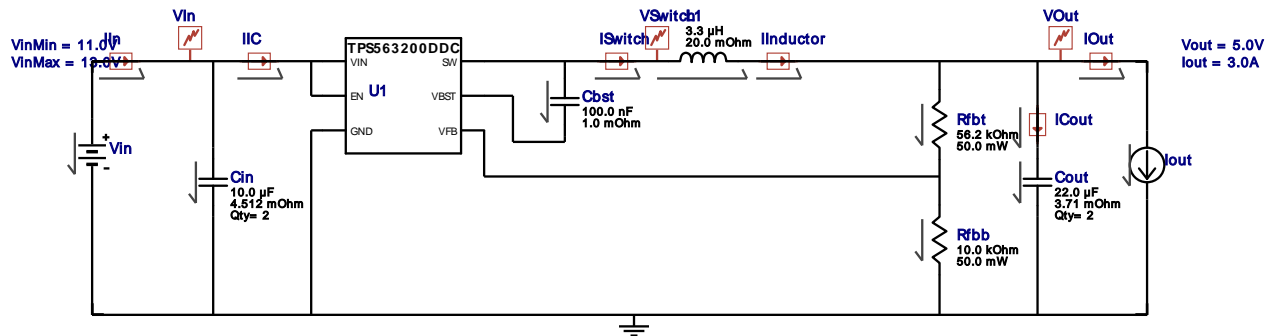 VIn
VSwitch
L1
VOut
VinMin = 11.0V
VinMax = 13.0V
IIn
IIC
TPS563200DDC
VIN
SW
EN
VBST
GND
VFB
U1
ISwitch
3.3 µH
20.0 mOhm
IInductor
IOut
Vout = 5.0V
Iout = 3.0A
Cbst
100.0 nF
1.0 mOhm
Rfbt
56.2 kOhm
50.0 mW
ICout
+
Vin
-
Cin
10.0 µF
4.512 mOhm
Qty= 2
Cout
22.0 µF
3.71 mOhm
Qty= 2
Iout
Rfbb
10.0 kOhm
50.0 mW